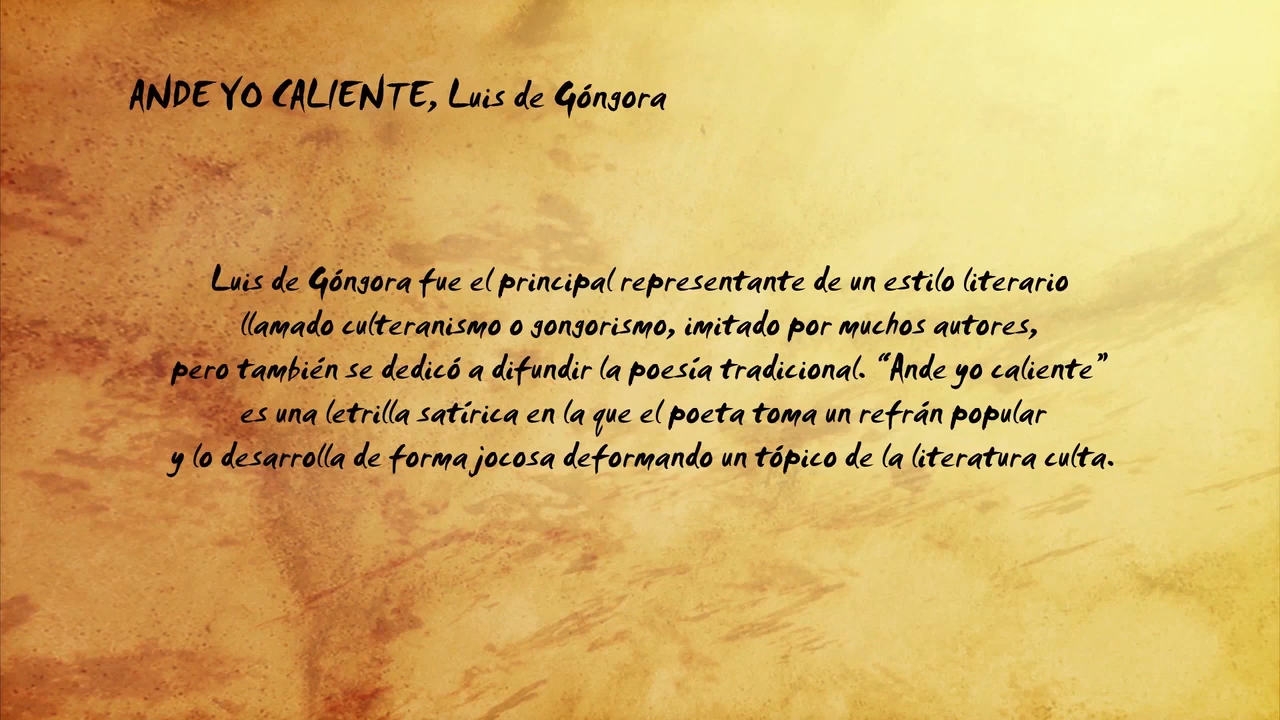 ANDE YO CALIENTE, Luis de Góngora
Luis de Góngora fue el principal representante de un estilo literario
llamado culteranismo o gongorismo, imitado por muchos autores,
pero también se dedicó a difundir la poesía tradicional. “Ande yo caliente”
es una letrilla satírica en la que el poeta toma un refrán popular
y lo desarrolla de forma jocosa deformando un tópico de la literatura culta.